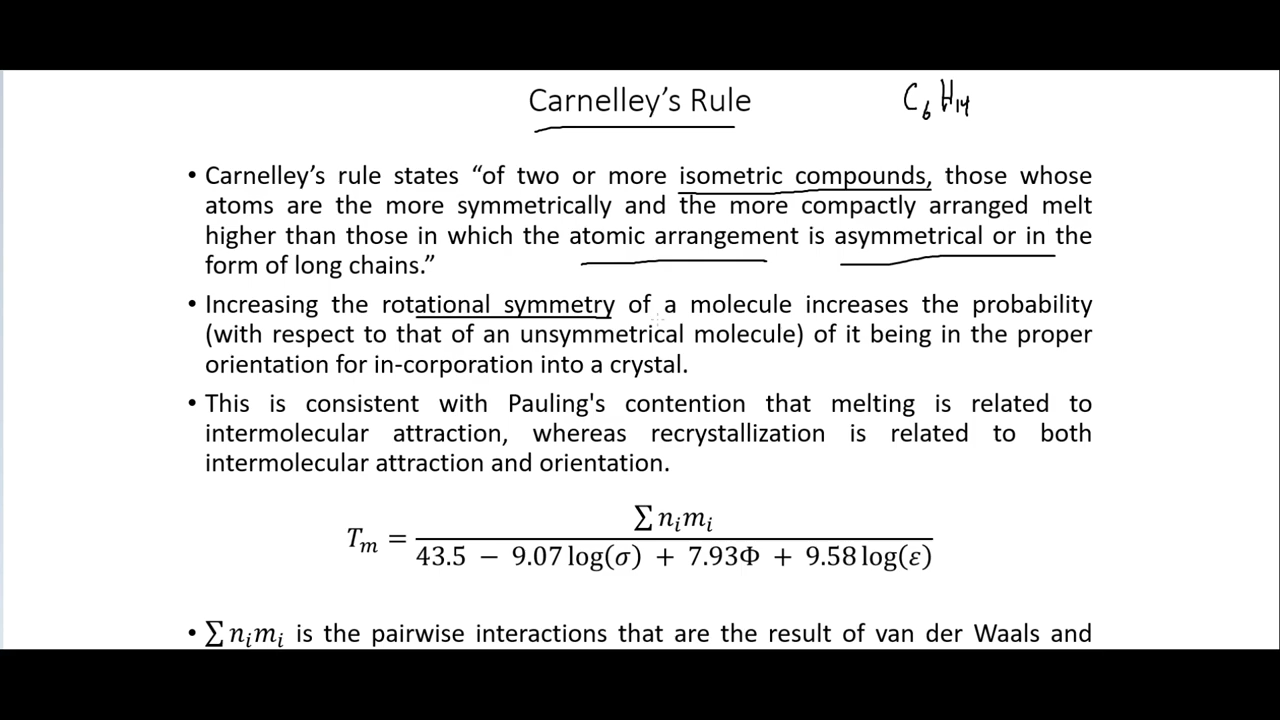 Carnelley’s Rule
C₆H₁₄
• Carnelley’s rule states “of two or more isometric compounds, those whose
atoms are the more symmetrically and the more compactly arranged melt
higher than those in which the atomic arrangement is asymmetrical or in the
form of long chains.”
• Increasing the rotational symmetry of a molecule increases the probability
(with respect to that of an unsymmetrical molecule) of it being in the proper
orientation for in-corporation into a crystal.
• This is consistent with Pauling's contention that melting is related to
intermolecular attraction, whereas recrystallization is related to both
intermolecular attraction and orientation.
Tₘ = ∑ nᵢmᵢ / 43.5 − 9.07 log(σ) + 7.93Φ + 9.58 log(ε)
• ∑ nᵢmᵢ is the pairwise interactions that are the result of van der Waals and